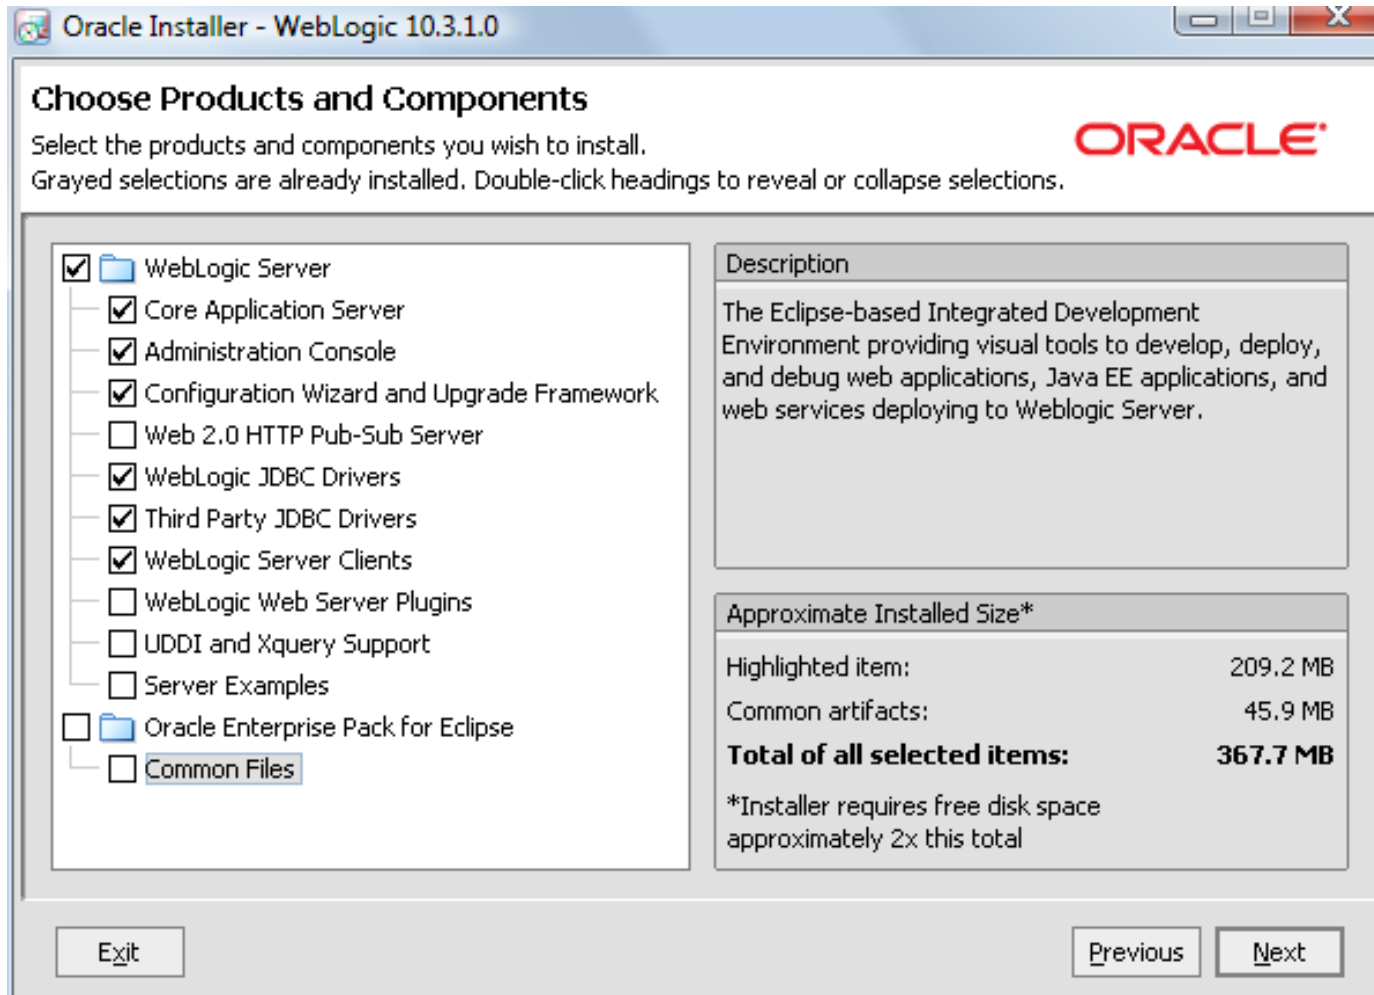 Oracle Installer - WebLogic 10.3.1.0
Choose Products and Components
Select the products and components you wish to install.
Grayed selections are already installed. Double-click headings to reveal or collapse selections.
ORACLE
WebLogic Server
Core Application Server
Administration Console
Configuration Wizard and Upgrade Framework
Web 2.0 HTTP Pub-Sub Server
WebLogic JDBC Drivers
Third Party JDBC Drivers
WebLogic Server Clients
WebLogic Web Server Plugins
UDDI and Xquery Support
Server Examples
Oracle Enterprise Pack for Eclipse
Common Files
Description
The Eclipse-based Integrated Development
Environment providing visual tools to develop, deploy,
and debug web applications, Java EE applications, and
web services deploying to Weblogic Server.
Approximate Installed Size*
Highlighted item: 209.2 MB
Common artifacts: 45.9 MB
Total of all selected items: 367.7 MB
*Installer requires free disk space
approximately 2x this total
Exit
Previous
Next